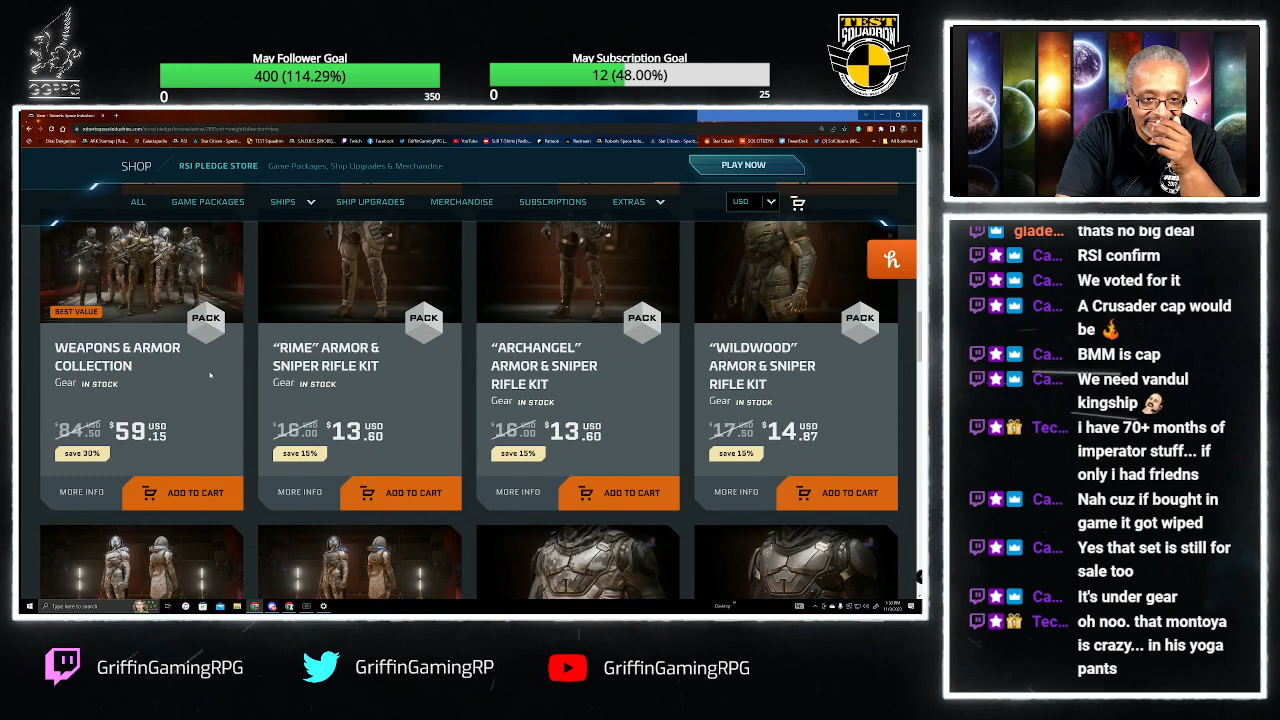 GGRPG
May Follower Goal
400 (114.29%)
0
350
May Subscription Goal
12 (48.00%)
0
25
TEST
SQUADRON
SHOP
RSI PLEDGE STORE
Game Packages, Ship Upgrades & Merchandise
PLAY NOW
ALL
GAME PACKAGES
SHIPS
SHIP UPGRADES
MERCHANDISE
SUBSCRIPTIONS
EXTRAS
USD
BEST VALUE
PACK
WEAPONS & ARMOR
COLLECTION
Gear IN STOCK
$84.50 USD $59.15 USD
save 30%
MORE INFO
ADD TO CART
PACK
“RIME” ARMOR &
SNIPER RIFLE KIT
Gear IN STOCK
$16.00 USD $13.60 USD
save 15%
MORE INFO
ADD TO CART
PACK
“ARCHANGEL”
ARMOR & SNIPER
RIFLE KIT
Gear IN STOCK
$16.00 USD $13.60 USD
save 15%
MORE INFO
ADD TO CART
PACK
“WILDWOOD”
ARMOR & SNIPER
RIFLE KIT
Gear IN STOCK
$17.50 USD $14.87 USD
save 15%
MORE INFO
ADD TO CART
Type here to search
Desktop
GriffinGamingRPG
GriffinGamingRP
GriffinGamingRPG
glade... thats no big deal
Ca... RSI confirm
Ca... We voted for it
Ca... A Crusader cap would
be
Ca... BMM is cap
Ca... We need vandul
kingship
Tec... i have 70+ months of
imperator stuff... if
only i had friedns
Ca... Nah cuz if bought in
game it got wiped
Ca... Yes that set is still for
sale too
Ca... It's under gear
Tec... oh noo. that montoya
is crazy... in his yoga
pants